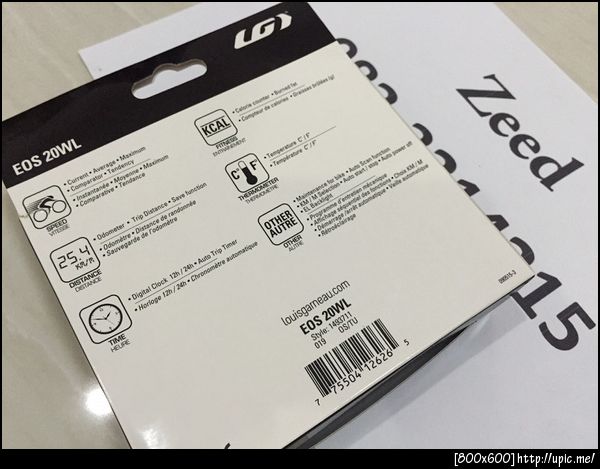 LG
EOS 20WL
• Current • Average • Maximum
• Comparator • Tendency
• Instantanée • Moyenne • Maximum
• Comparative • Tendance
SPEED
VITESSE
25.4
KM/M
• Odometer • Trip Distance • Save function
• Odomètre • Distance de randonnée
• Sauvegarde de l'odomètre
DISTANCE
DISTANCE
• Digital Clock 12h / 24h • Auto Trip Timer
• Horloge 12h / 24h • Chronomètre automatique
TIME
HEURE
KCAL
• Calorie counter • Burned fat
• Compteur de calories • Graisses brûlées (g)
FITNESS
ENTRAINEMENT
C° F°
• Temperature C° / F°
• Température C° / F°
THERMOMETER
THERMOMÈTRE
OTHER
AUTRE
• Maintenance for bike • Auto Scan function
• KM / M Selection • Auto start / stop • Auto power off
• EL Backlight
• Programme d'entretien mécanique
• Affichage séquentiel des fonctions • Choix KM / M
• Démarrage / arrêt automatique • Veille automatique
• Rétroéclairage
OTHER
AUTRE
louisgarneau.com
EOS 20WL
Style: 1483711
019 OS/TU
7 75504 12626 5
090515-3
Zeed
15
[800x600]http://upic.me/